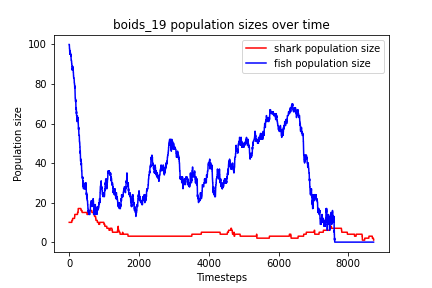 boids_19 population sizes over time
shark population size
fish population size
Population size
100
80
60
40
20
0
0 2000 4000 6000 8000
Timesteps